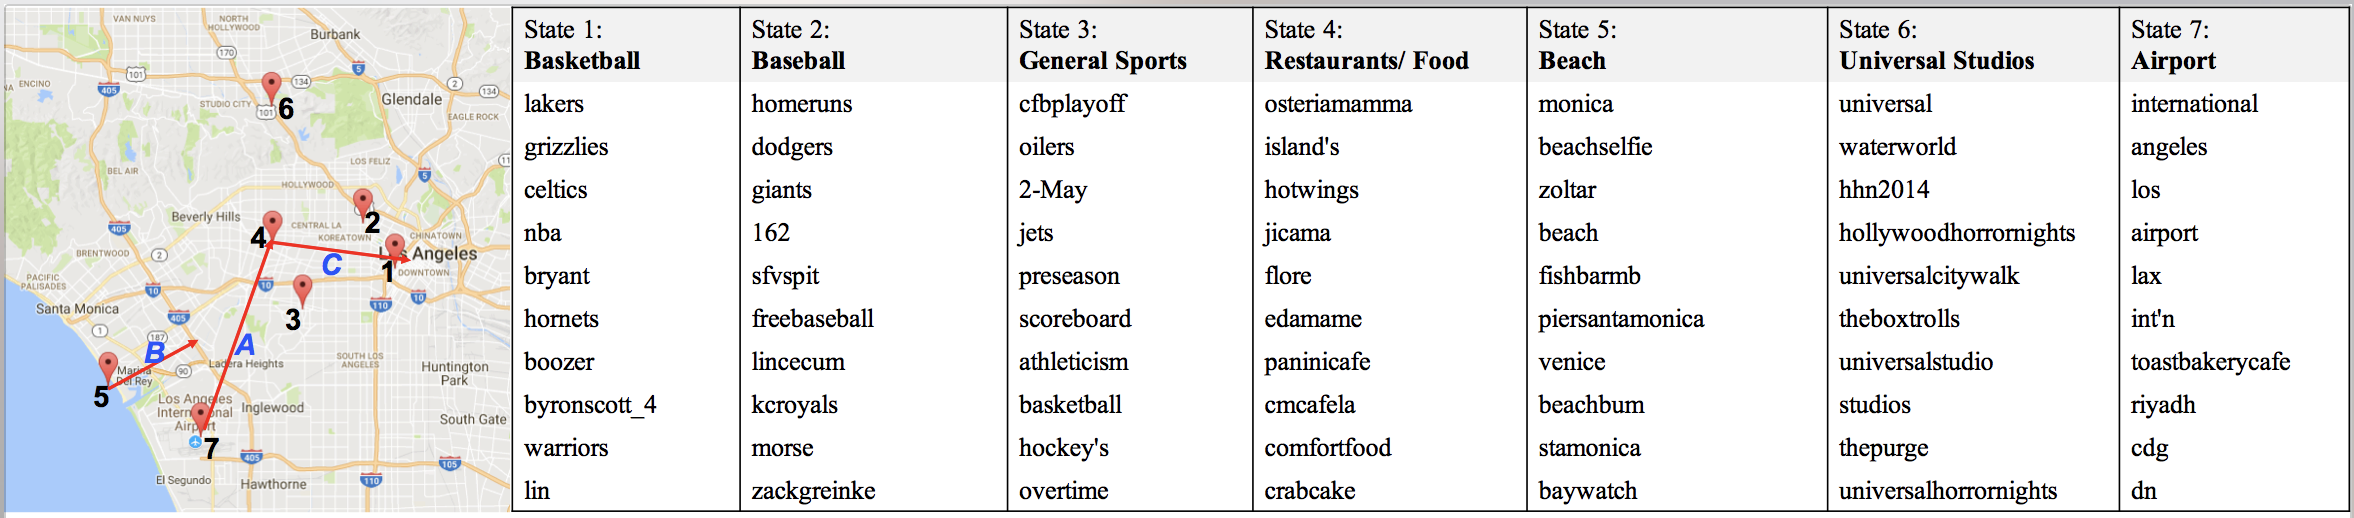 VAN NUYS
NORTH
HOLLYWOOD
Burbank
170
5
101
134
2
134
ENCINO
405
STUDIO CITY
6
101
Glendale
EAGLE ROCK
LOS FELIZ
BEL AIR
5
HOLLYWOOD
Beverly Hills
2
405
4
CENTRAL LA
KOREATOWN
CHINATOWN
BRENTWOOD
2
Los Angeles
C
1
DOWNTOWN
PACIFIC
PALISADES
10
10
10
110
Santa Monica
405
3
1
187
B
A
SOUTH LOS
ANGELES
Ladera Heights
Huntington
Park
Marina
Del Rey
90
5
Los Angeles
International
Airport
Inglewood
South Gate
7
405
105
110
El Segundo
Hawthorne
State 1: State 2: State 3: State 4: State 5: State 6: State 7:
Basketball Baseball General Sports Restaurants/ Food Beach Universal Studios Airport
lakers homeruns cfbplayoff osteriamamma monica universal international
grizzlies dodgers oilers island's beachselfie waterworld angeles
celtics giants 2-May hotwings zoltar hhn2014 los
nba 162 jets jicama beach hollywoodhorrornights airport
bryant sfvspit preseason flore fishbarmb universalcitywalk lax
hornets freebaseball scoreboard edamame piersantamonica theboxtrolls int'n
boozer lincecum athleticism paninicafe venice universalstudio toastbakerycafe
byronscott_4 kcroyals basketball cmcafela beachbum studios riyadh
warriors morse hockey's comfortfood stamonica thepurge cdg
lin zackgreinke overtime crabcake baywatch universalhorrornights dn